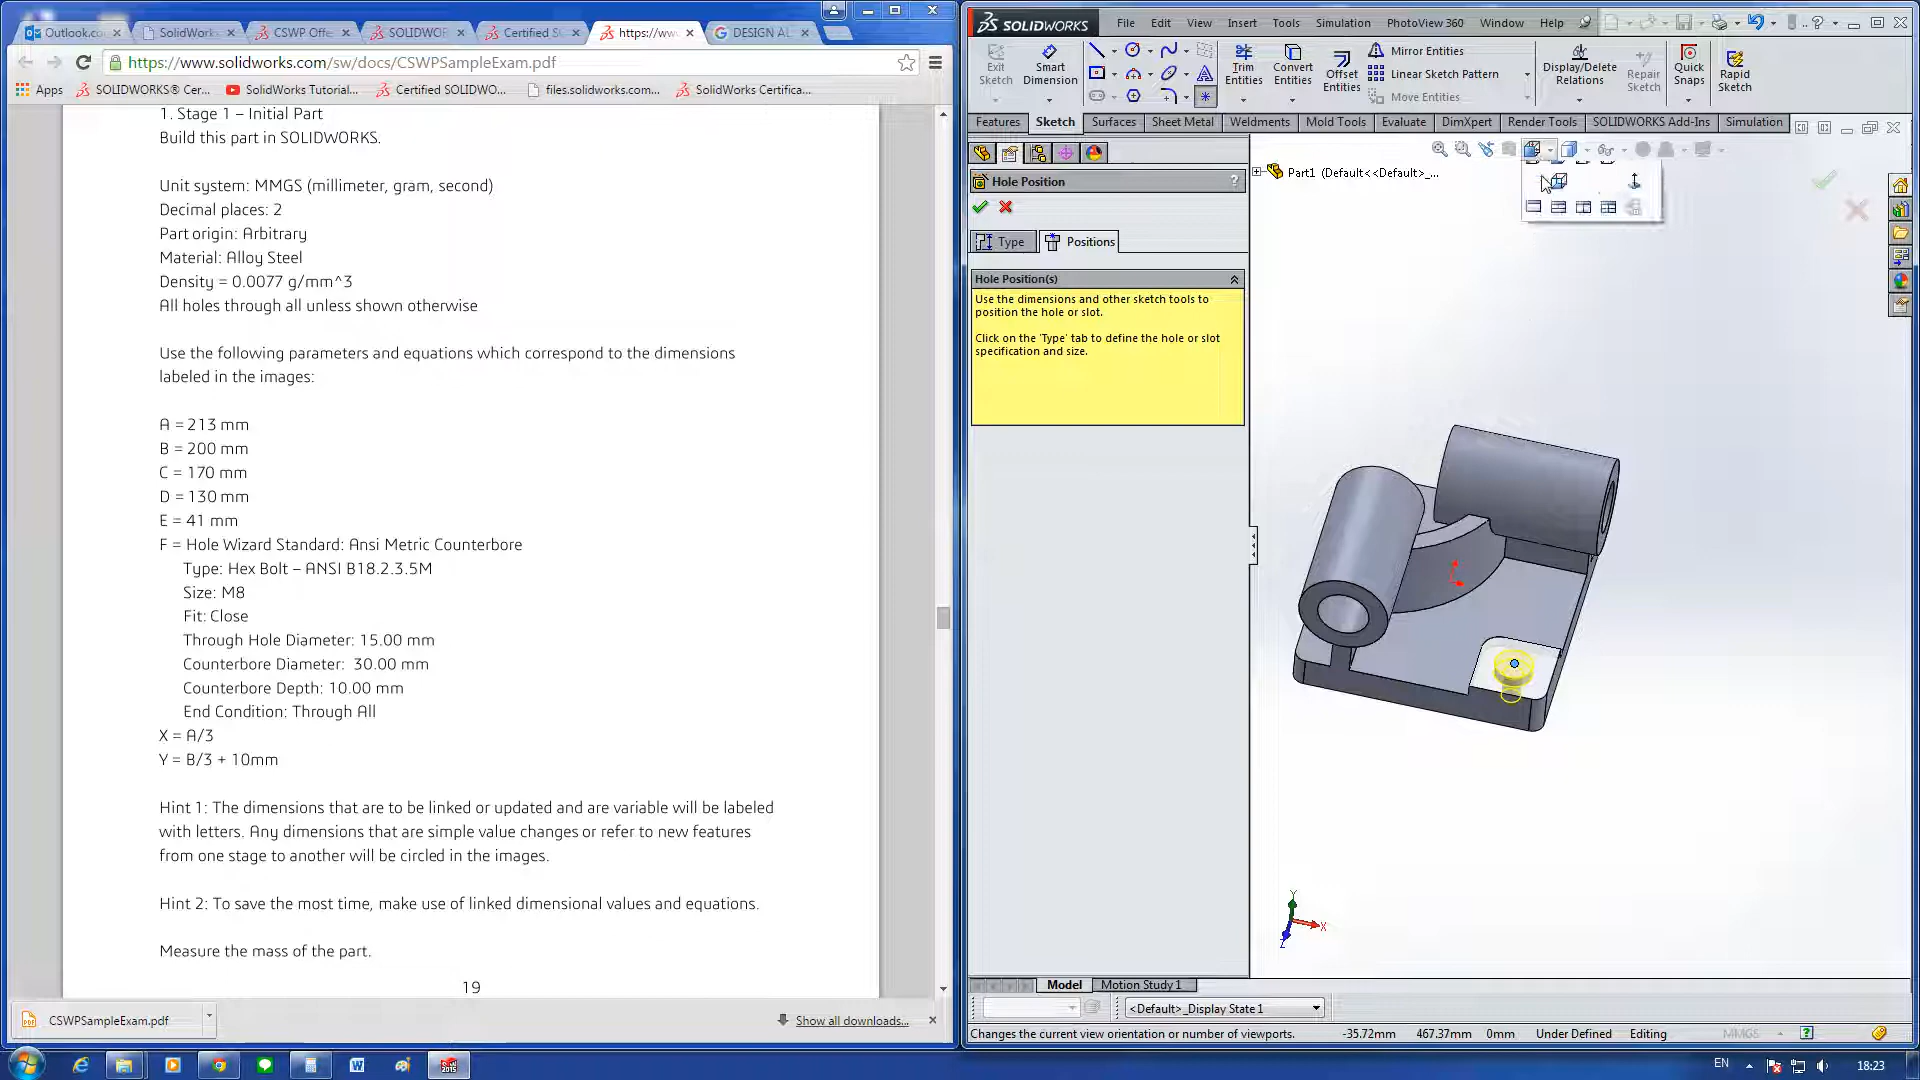 Outlook.co
SolidWork
CSWP Offe
SOLIDWOR
Certified S
https://ww
DESIGN AL
https://www.solidworks.com/sw/docs/CSWPSampleExam.pdf
Apps
SOLIDWORKS® Cer...
SolidWorks Tutorial...
Certified SOLIDWO...
files.solidworks.com...
SolidWorks Certifica...
1. Stage 1 – Initial Part
Build this part in SOLIDWORKS.
Unit system: MMGS (millimeter, gram, second)
Decimal places: 2
Part origin: Arbitrary
Material: Alloy Steel
Density = 0.0077 g/mm^3
All holes through all unless shown otherwise
Use the following parameters and equations which correspond to the dimensions
labeled in the images:
A = 213 mm
B = 200 mm
C = 170 mm
D = 130 mm
E = 41 mm
F = Hole Wizard Standard: Ansi Metric Counterbore
Type: Hex Bolt – ANSI B18.2.3.5M
Size: M8
Fit: Close
Through Hole Diameter: 15.00 mm
Counterbore Diameter: 30.00 mm
Counterbore Depth: 10.00 mm
End Condition: Through All
X = A/3
Y = B/3 + 10mm
Hint 1: The dimensions that are to be linked or updated and are variable will be labeled
with letters. Any dimensions that are simple value changes or refer to new features
from one stage to another will be circled in the images.
Hint 2: To save the most time, make use of linked dimensional values and equations.
Measure the mass of the part.
19
CSWPSampleExam.pdf
Show all downloads...
SOLIDWORKS
File Edit View Insert Tools Simulation PhotoView 360 Window Help
Exit Sketch
Smart Dimension
Trim Entities
Convert Entities
Offset Entities
Mirror Entities
Linear Sketch Pattern
Move Entities
Display/Delete Relations
Repair Sketch
Quick Snaps
Rapid Sketch
Features Sketch Surfaces Sheet Metal Weldments Mold Tools Evaluate DimXpert Render Tools SOLIDWORKS Add-Ins Simulation
Part1 (Default<<Default>_...
Hole Position
?
Type
Positions
Hole Position(s)
Use the dimensions and other sketch tools to
position the hole or slot.
Click on the 'Type' tab to define the hole or slot
specification and size.
Y
X
Z
Model
Motion Study 1
<Default>_Display State 1
Changes the current view orientation or number of viewports.
-35.72mm 467.37mm 0mm Under Defined Editing MMGS
EN
18:23